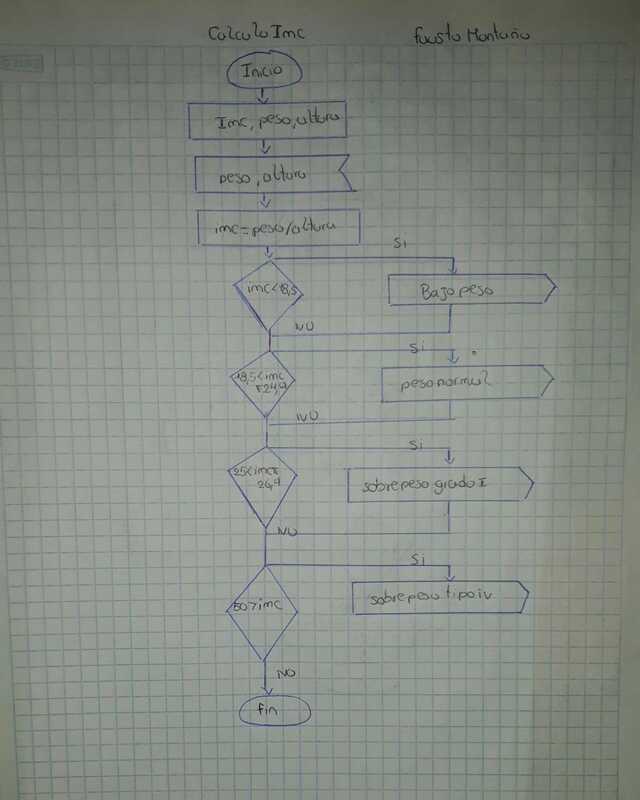 Calculo Imc
Fausto Montaño
Inicio
Imc, peso, altura
peso, altura
imc=peso/altura
Si
imc<18,5
Bajo peso
NO
Si
18,5<imc
<24,9
peso normal
NO
Si
25<imc<
26,9
sobrepeso grado I
NO
Si
50>imc
sobrepeso tipo iv
NO
fin